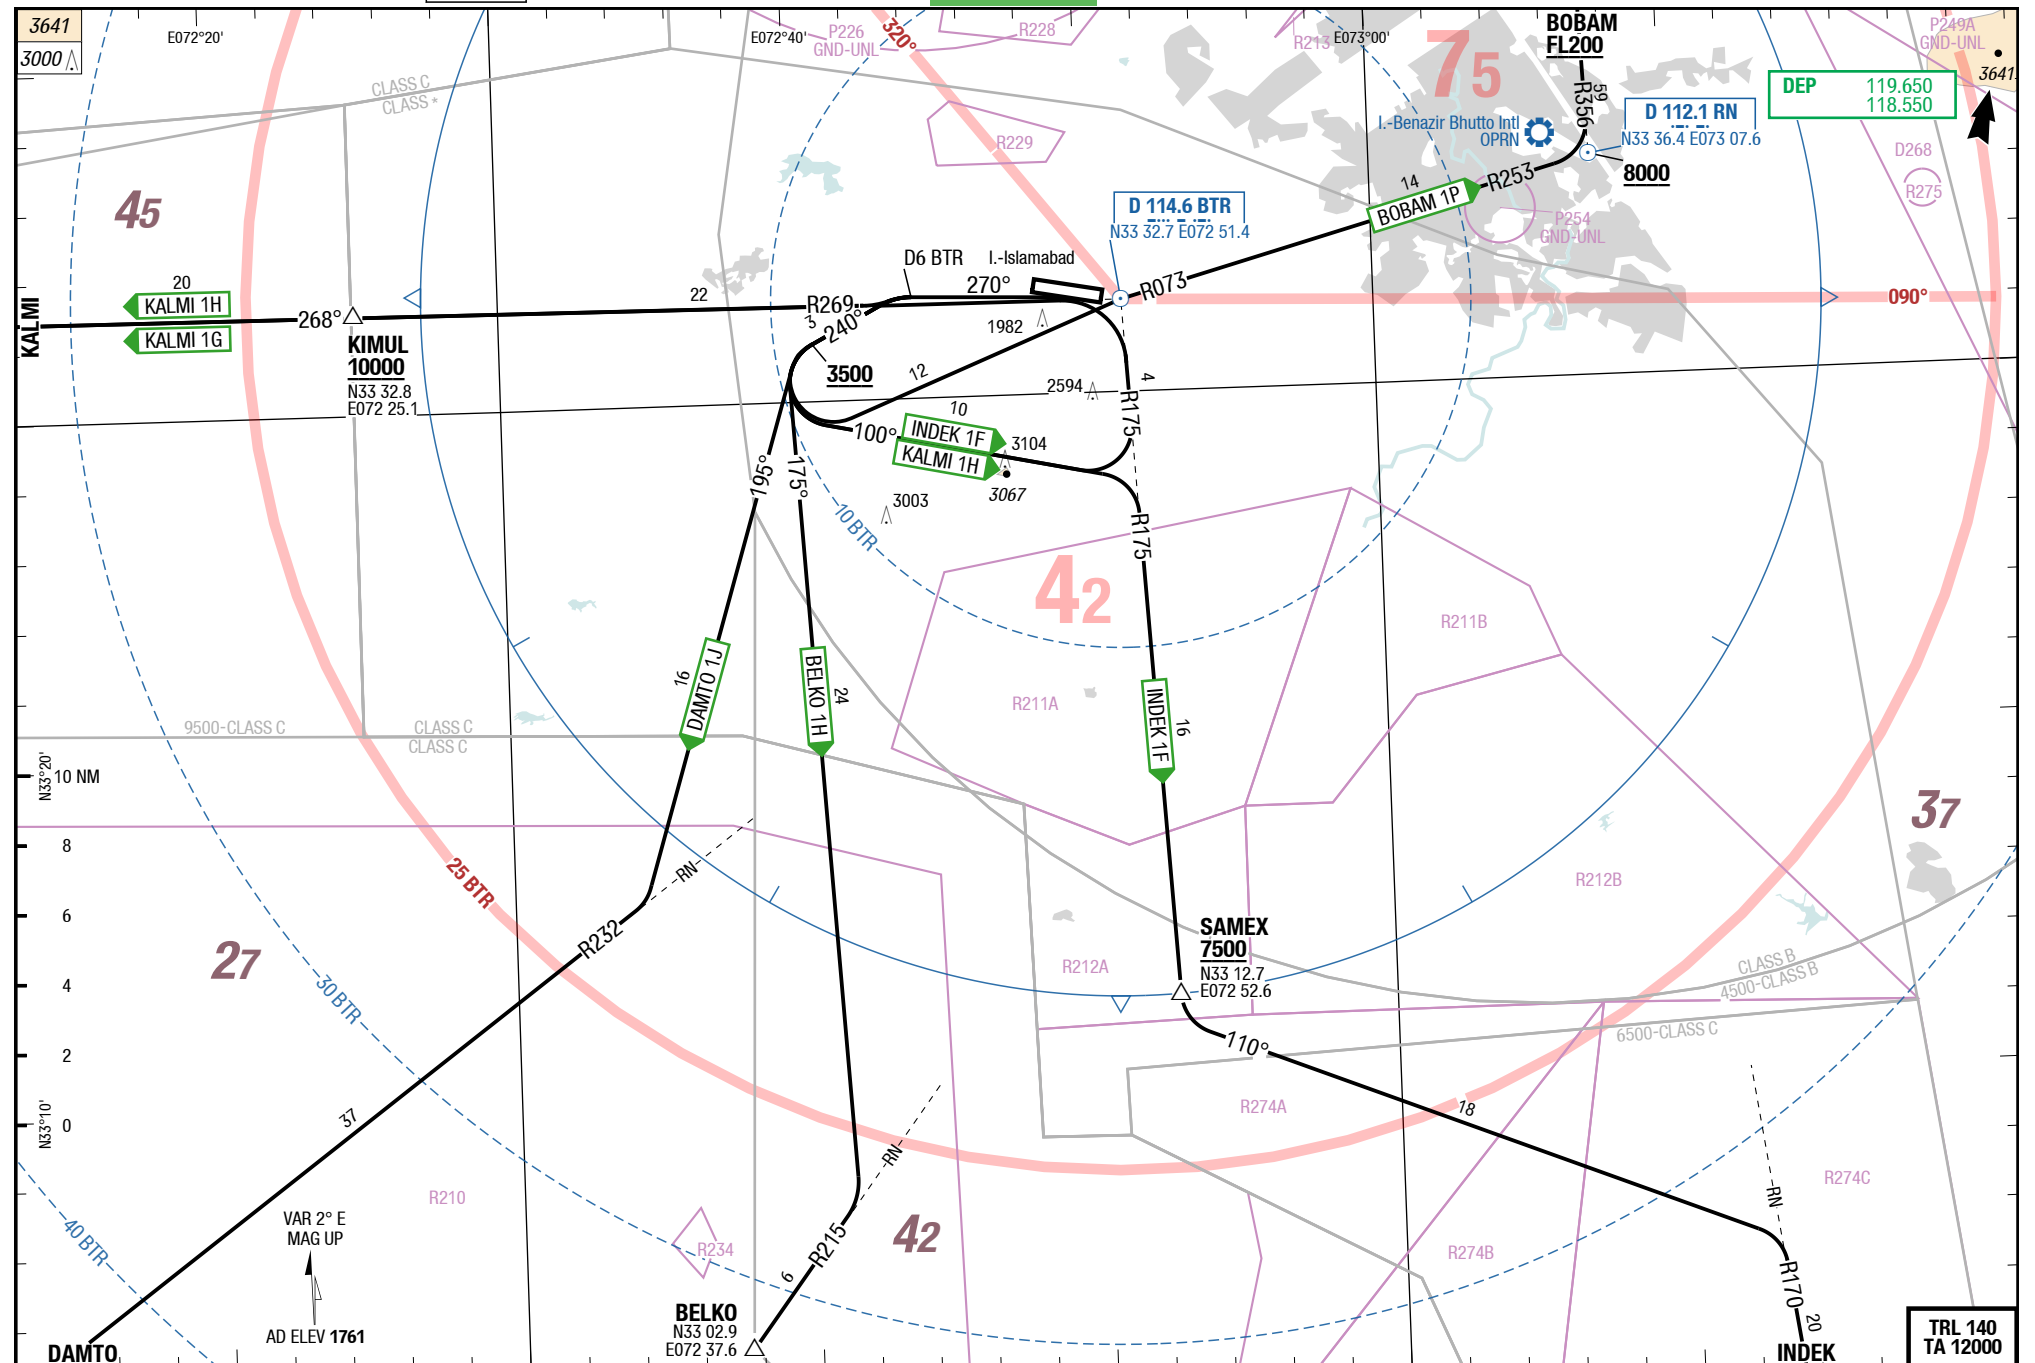 3641
3000
E072°20'
E072°40'
E073°00'
CLASS C
CLASS *
320°
P226
GND-UNL
R228
R213
75
BOBAM
FL200
59
R356
P249A
GND-UNL
3641
DEP 119.650
118.550
D 112.1 RN
N33 36.4 E073 07.6
8000
I.-Benazir Bhutto Intl
OPRN
R229
D268
R275
45
14
BOBAM 1P
R253
P254
GND-UNL
D 114.6 BTR
N33 32.7 E072 51.4
R073
090°
D6 BTR
I.-Islamabad
270°
20
KALMI 1H
KALMI
268°
KALMI 1G
22
R269
3
240°
1982
KIMUL
10000
N33 32.8
E072 25.1
3500
12
2594
4
R175
10
INDEK 1F
100°
KALMI 1H
3104
3067
3003
195°
175°
10 BTR
R175
42
R211B
R211A
16
DAMTO 1J
BELKO 1H
24
INDEK 1F
16
9500-CLASS C
CLASS C
CLASS C
N33°20'
10 NM
8
6
4
2
0
N33°10'
37
25 BTR
RN
R212B
R232
27
30 BTR
SAMEX
7500
N33 12.7
E072 52.6
R212A
CLASS B
4500-CLASS B
6500-CLASS C
110°
18
R274A
37
RN
R210
VAR 2° E
MAG UP
AD ELEV 1761
40 BTR
R234
42
R215
6
R274B
R274C
RN
R170
20
BELKO
N33 02.9
E072 37.6
DAMTO
INDEK
TRL 140
TA 12000